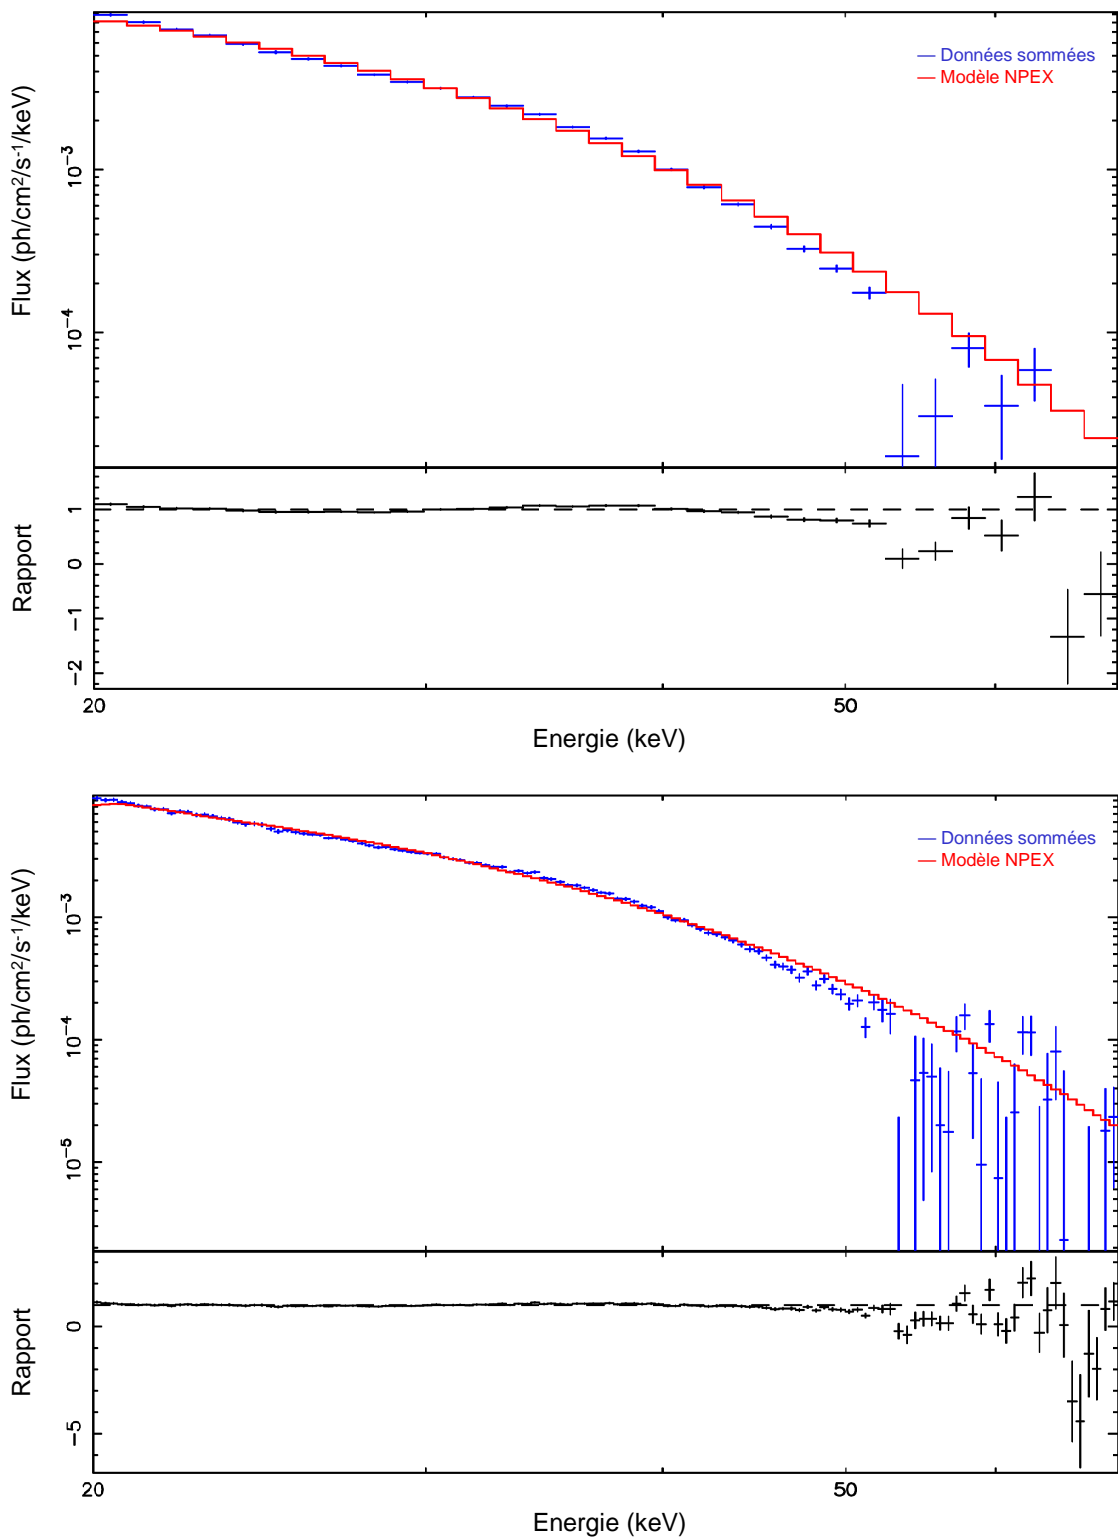 Données sommées
Modèle NPEX
Flux (ph/cm²/s⁻¹/keV)
10⁻³
10⁻⁴
Rapport
1
0
-1
-2
20
50
Energie (keV)
Données sommées
Modèle NPEX
Flux (ph/cm²/s⁻¹/keV)
10⁻³
10⁻⁴
10⁻⁵
Rapport
0
-5
20
50
Energie (keV)